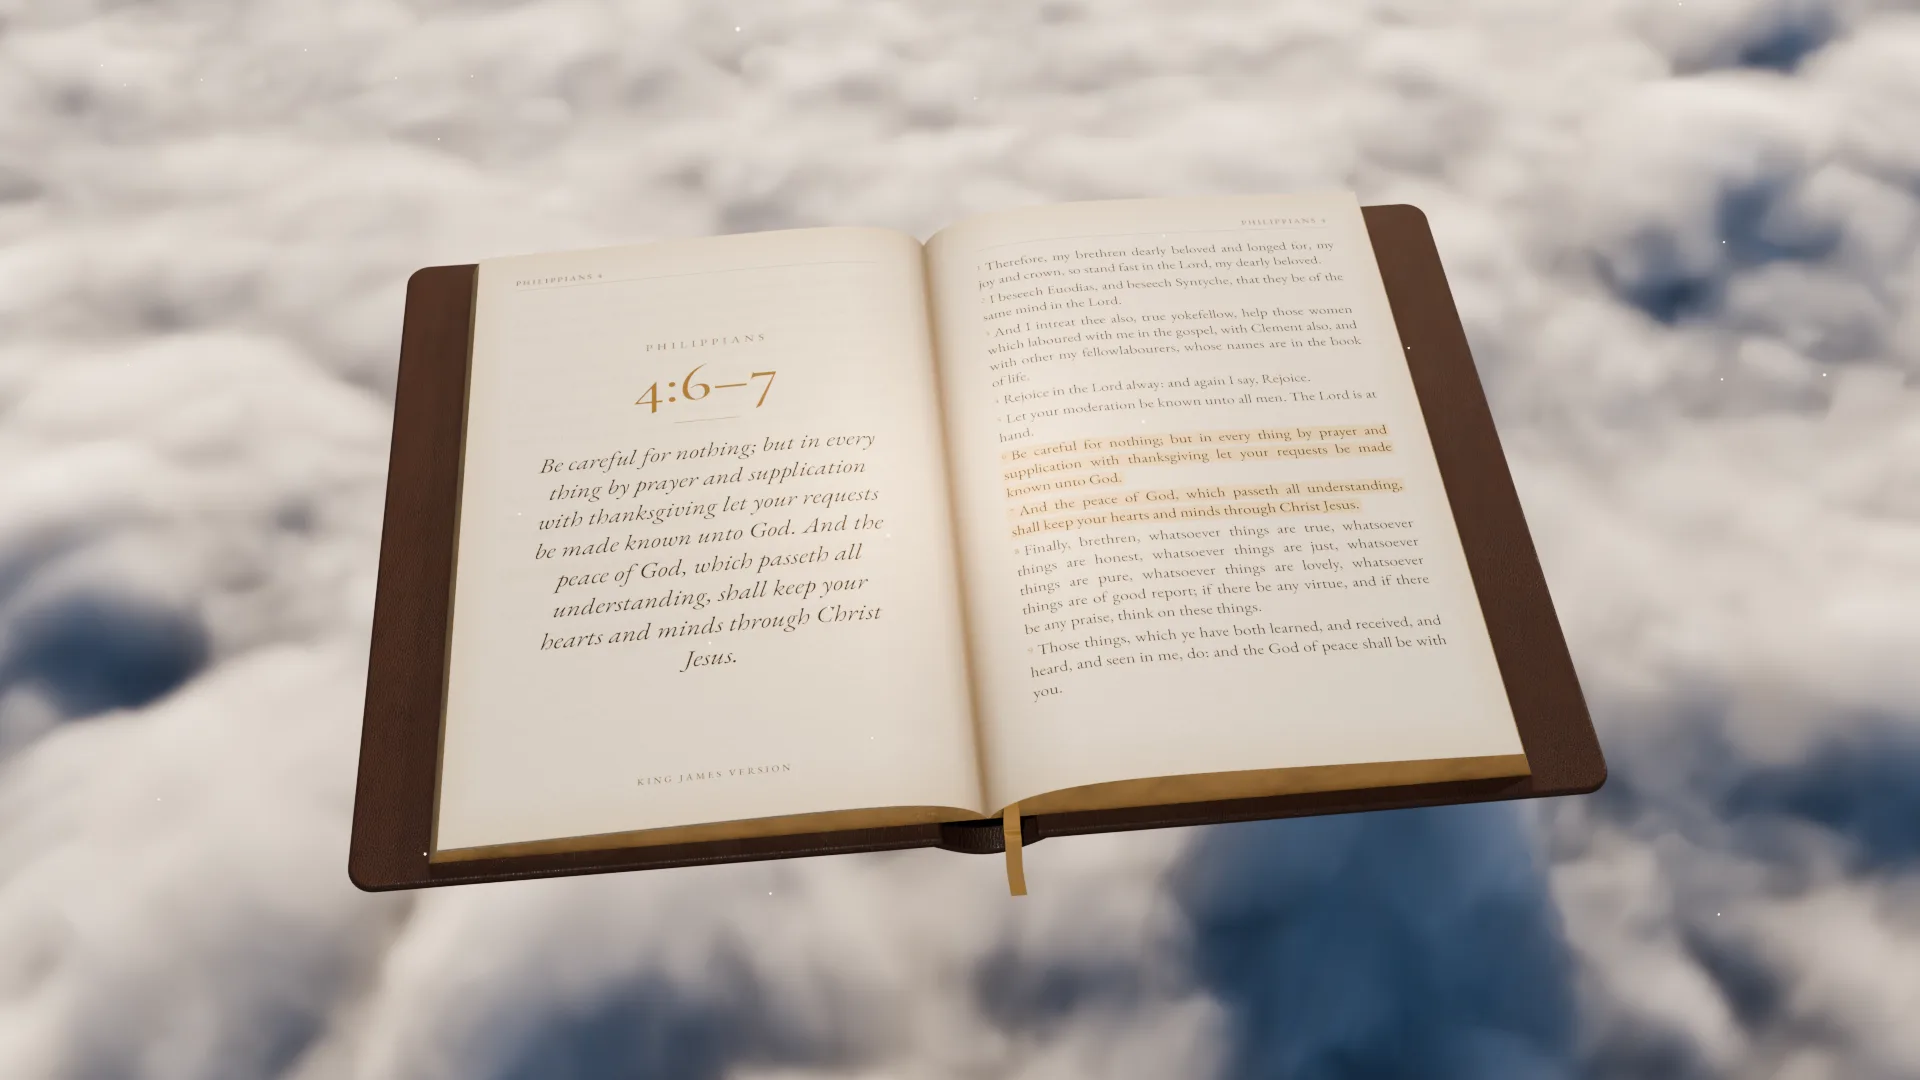 PHILIPPIANS 4
PHILIPPIANS
4:6–7
Be careful for nothing; but in every
thing by prayer and supplication
with thanksgiving let your requests
be made known unto God. And the
peace of God, which passeth all
understanding, shall keep your
hearts and minds through Christ
Jesus.
KING JAMES VERSION
PHILIPPIANS 4
Therefore, my brethren dearly beloved and longed for, my
joy and crown, so stand fast in the Lord, my dearly beloved.
I beseech Euodias, and beseech Syntyche, that they be of the
same mind in the Lord.
And I intreat thee also, true yokefellow, help those women
which laboured with me in the gospel, with Clement also, and
with other my fellowlabourers, whose names are in the book
of life.
Rejoice in the Lord alway: and again I say, Rejoice.
Let your moderation be known unto all men. The Lord is at
hand.
Be careful for nothing; but in every thing by prayer and
supplication with thanksgiving let your requests be made
known unto God.
And the peace of God, which passeth all understanding,
shall keep your hearts and minds through Christ Jesus.
Finally, brethren, whatsoever things are true, whatsoever
things are honest, whatsoever things are just, whatsoever
things are pure, whatsoever things are lovely, whatsoever
things are of good report; if there be any virtue, and if there
be any praise, think on these things.
Those things, which ye have both learned, and received, and
heard, and seen in me, do: and the God of peace shall be with
you.